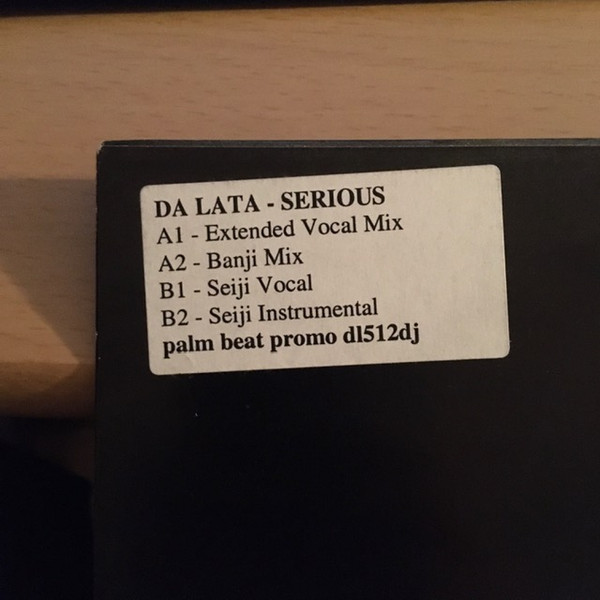 DA LATA - SERIOUS
A1 - Extended Vocal Mix
A2 - Banji Mix
B1 - Seiji Vocal
B2 - Seiji Instrumental
palm beat promo dl512dj